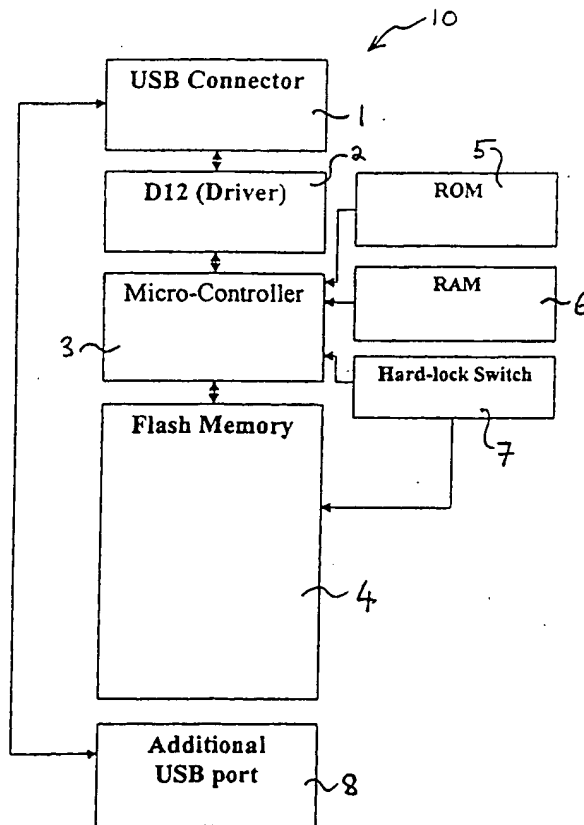 10
USB Connector
1
D12 (Driver)
2
Micro-Controller
3
ROM
5
RAM
6
Hard-lock Switch
7
Flash Memory
4
Additional
USB port
8